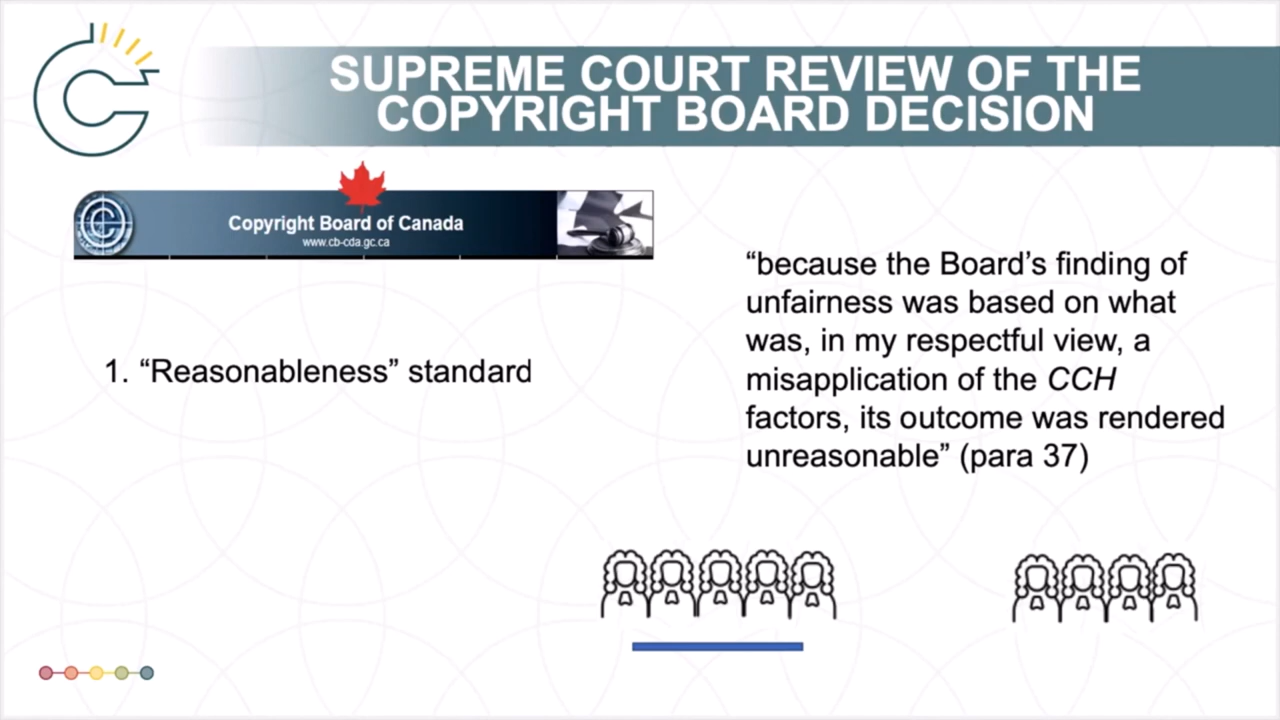 SUPREME COURT REVIEW OF THE
COPYRIGHT BOARD DECISION
Copyright Board of Canada
www.cb-cda.gc.ca
1. “Reasonableness” standard
“because the Board’s finding of
unfairness was based on what
was, in my respectful view, a
misapplication of the CCH
factors, its outcome was rendered
unreasonable” (para 37)